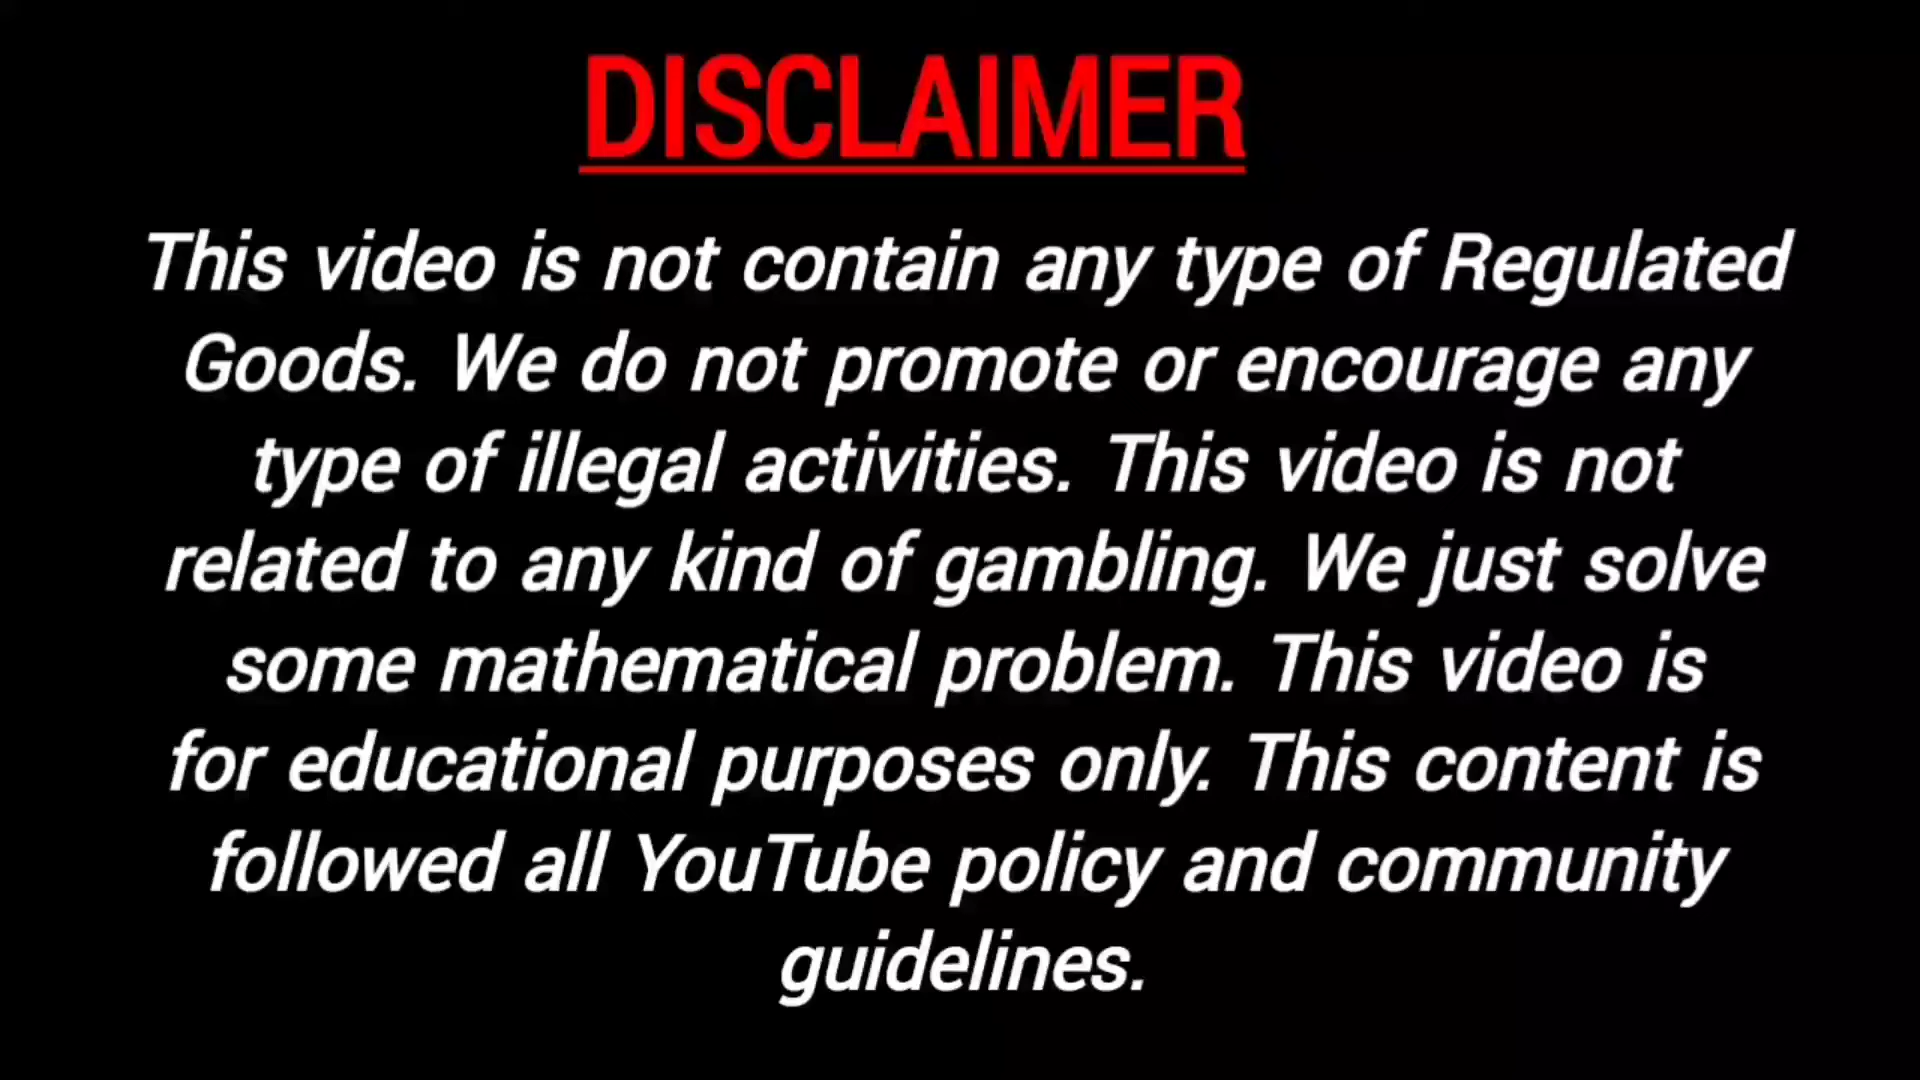 DISCLAIMER
This video is not contain any type of Regulated
Goods. We do not promote or encourage any
type of illegal activities. This video is not
related to any kind of gambling. We just solve
some mathematical problem. This video is
for educational purposes only. This content is
followed all YouTube policy and community
guidelines.